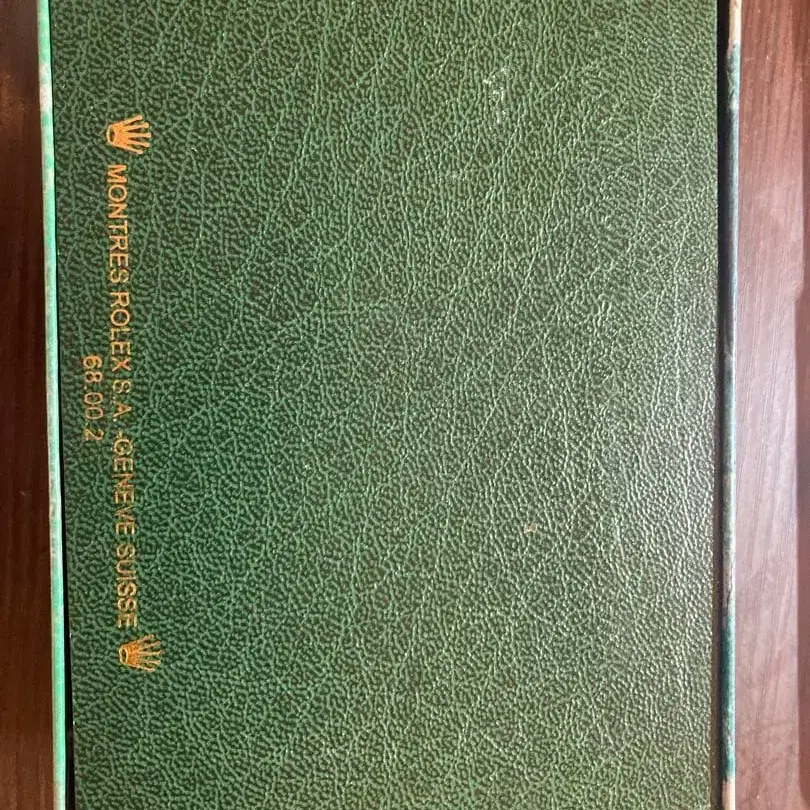 MONTRES ROLEX S.A. GENEVE SUISSE
68.00.2